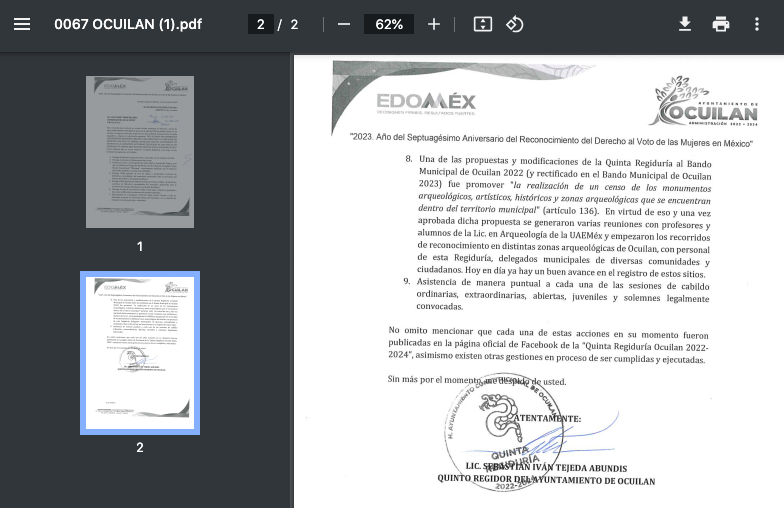 0067 OCUILAN (1).pdf
2 / 2
62%
1
2
EDOMÉX
DECISIONES FIRMES, RESULTADOS FUERTES.
AYUNTAMIENTO DE
OCUILAN
ADMINISTRACIÓN 2022 - 2024
"2023. Año del Septuagésimo Aniversario del Reconocimiento del Derecho al Voto de las Mujeres en México"
8. Una de las propuestas y modificaciones de la Quinta Regiduría al Bando
Municipal de Ocuilan 2022 (y rectificado en el Bando Municipal de Ocuilan
2023) fue promover "la realización de un censo de los monumentos
arqueológicos, artísticos, históricos y zonas arqueológicas que se encuentran
dentro del territorio municipal" (artículo 136). En virtud de eso y una vez
aprobada dicha propuesta se generaron varias reuniones con profesores y
alumnos de la Lic. en Arqueología de la UAEMéx y empezaron los recorridos
de reconocimiento en distintas zonas arqueológicas de Ocuilan, con personal
de esta Regiduría, delegados municipales de diversas comunidades y
ciudadanos. Hoy en día ya hay un buen avance en el registro de estos sitios.
9. Asistencia de manera puntual a cada una de las sesiones de cabildo
ordinarias, extraordinarias, abiertas, juveniles y solemnes legalmente
convocadas.
No omito mencionar que cada una de estas acciones en su momento fueron
publicadas en la página oficial de Facebook de la "Quinta Regiduría Ocuilan 2022-
2024", asimismo existen otras gestiones en proceso de ser cumplidas y ejecutadas.
Sin más por el momento, me despido de usted.
H. AYUNTAMIENTO CONSTITUCIONAL DE OCUILAN
ATENTAMENTE:
QUINTA
REGIDURÍA
LIC. SEBASTIÁN IVÁN TEJEDA ABUNDIS
QUINTO REGIDOR DEL AYUNTAMIENTO DE OCUILAN
2022-2024